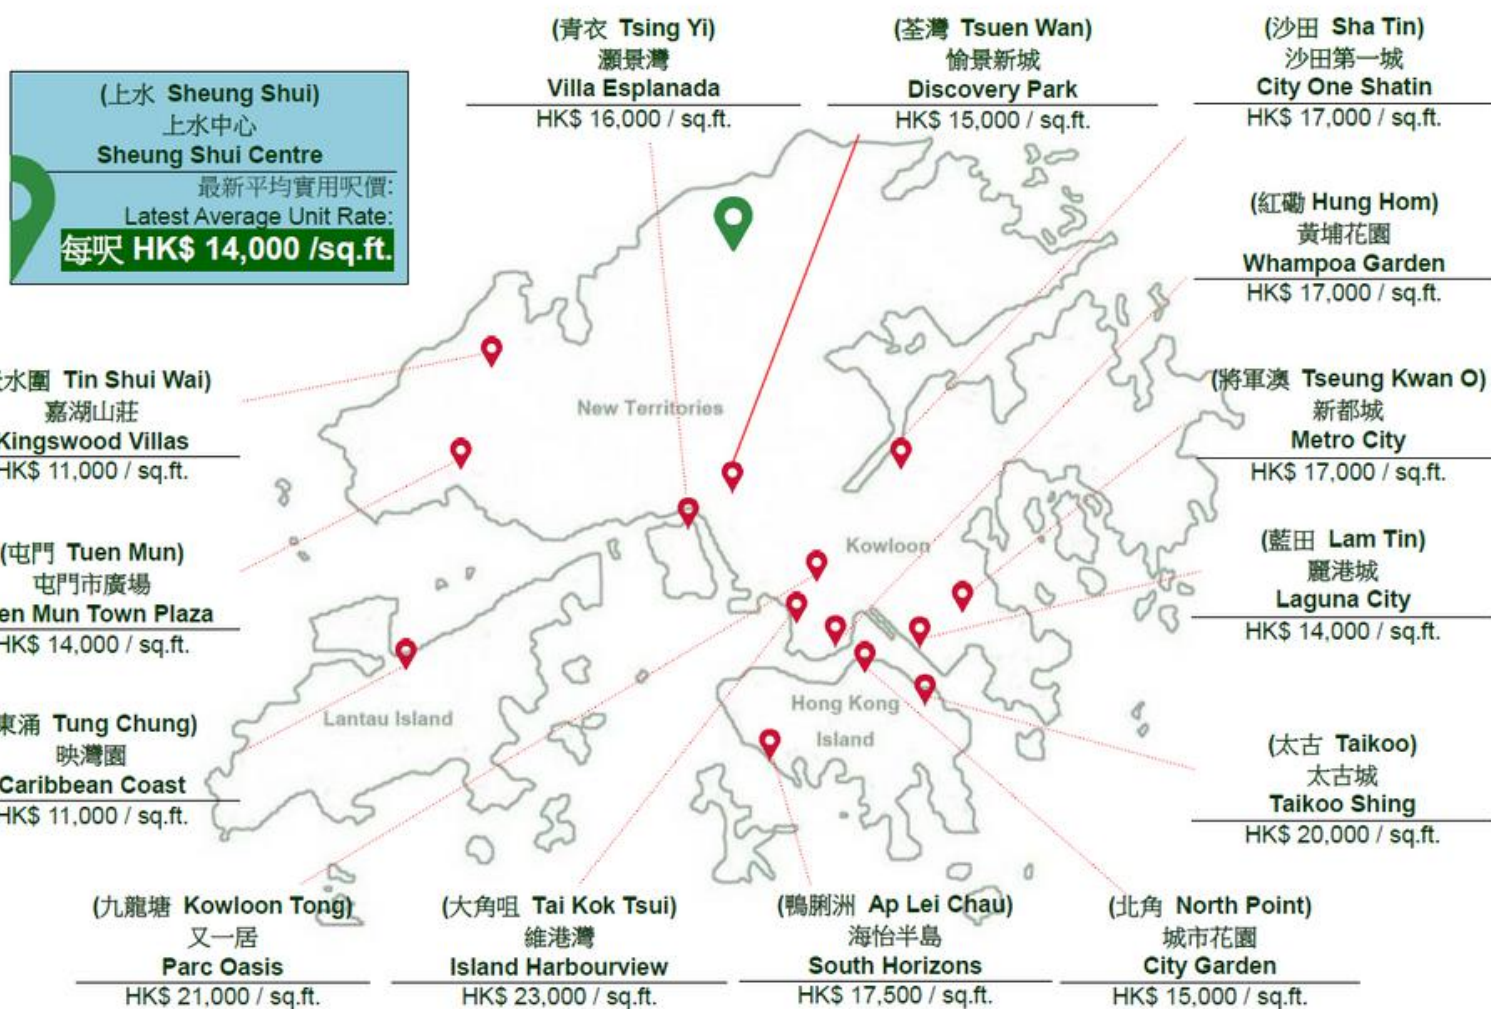 (青衣 Tsing Yi)
灝景灣
Villa Esplanada
HK$ 16,000 / sq.ft.
(荃灣 Tsuen Wan)
愉景新城
Discovery Park
HK$ 15,000 / sq.ft.
(沙田 Sha Tin)
沙田第一城
City One Shatin
HK$ 17,000 / sq.ft.
(上水 Sheung Shui)
上水中心
Sheung Shui Centre
最新平均實用呎價:
Latest Average Unit Rate:
每呎 HK$ 14,000 /sq.ft.
(紅磡 Hung Hom)
黃埔花園
Whampoa Garden
HK$ 17,000 / sq.ft.
水圍 Tin Shui Wai)
嘉湖山莊
Kingswood Villas
HK$ 11,000 / sq.ft.
New Territories
(將軍澳 Tseung Kwan O)
新都城
Metro City
HK$ 17,000 / sq.ft.
(屯門 Tuen Mun)
屯門市廣場
en Mun Town Plaza
HK$ 14,000 / sq.ft.
Kowloon
(藍田 Lam Tin)
麗港城
Laguna City
HK$ 14,000 / sq.ft.
東涌 Tung Chung)
映灣園
Caribbean Coast
HK$ 11,000 / sq.ft.
Lantau Island
Hong Kong
Island
(太古 Taikoo)
太古城
Taikoo Shing
HK$ 20,000 / sq.ft.
(九龍塘 Kowloon Tong)
又一居
Parc Oasis
HK$ 21,000 / sq.ft.
(大角咀 Tai Kok Tsui)
維港灣
Island Harbourview
HK$ 23,000 / sq.ft.
(鴨脷洲 Ap Lei Chau)
海怡半島
South Horizons
HK$ 17,500 / sq.ft.
(北角 North Point)
城市花園
City Garden
HK$ 15,000 / sq.ft.